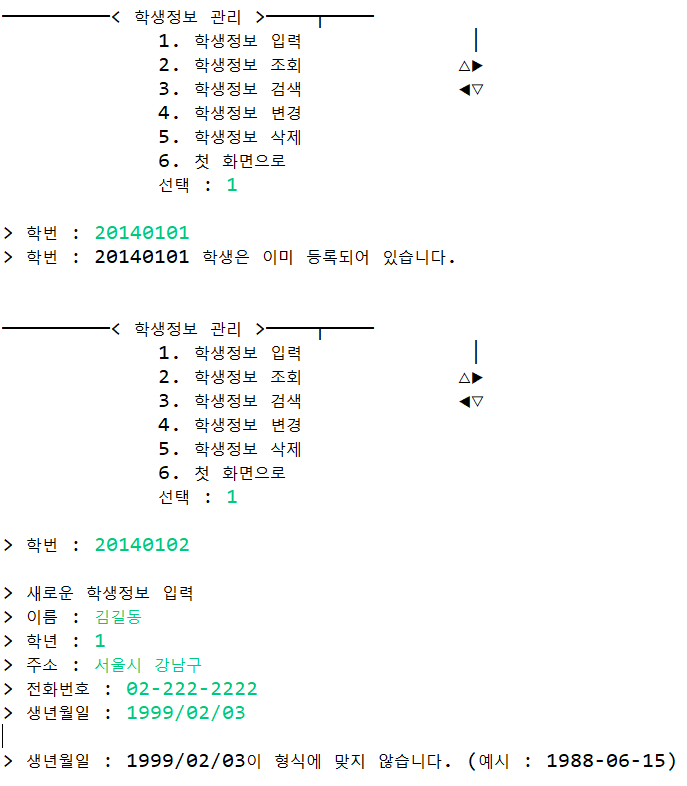 ─────────< 학생정보 관리 >────┬────
1. 학생정보 입력 │
2. 학생정보 조회 △▶
3. 학생정보 검색 ◀▽
4. 학생정보 변경
5. 학생정보 삭제
6. 첫 화면으로
선택 : 1
> 학번 : 20140101
> 학번 : 20140101 학생은 이미 등록되어 있습니다.
─────────< 학생정보 관리 >────┬────
1. 학생정보 입력 │
2. 학생정보 조회 △▶
3. 학생정보 검색 ◀▽
4. 학생정보 변경
5. 학생정보 삭제
6. 첫 화면으로
선택 : 1
> 학번 : 20140102
> 새로운 학생정보 입력
> 이름 : 김길동
> 학년 : 1
> 주소 : 서울시 강남구
> 전화번호 : 02-222-2222
> 생년월일 : 1999/02/03
> 생년월일 : 1999/02/03이 형식에 맞지 않습니다. (예시 : 1988-06-15)